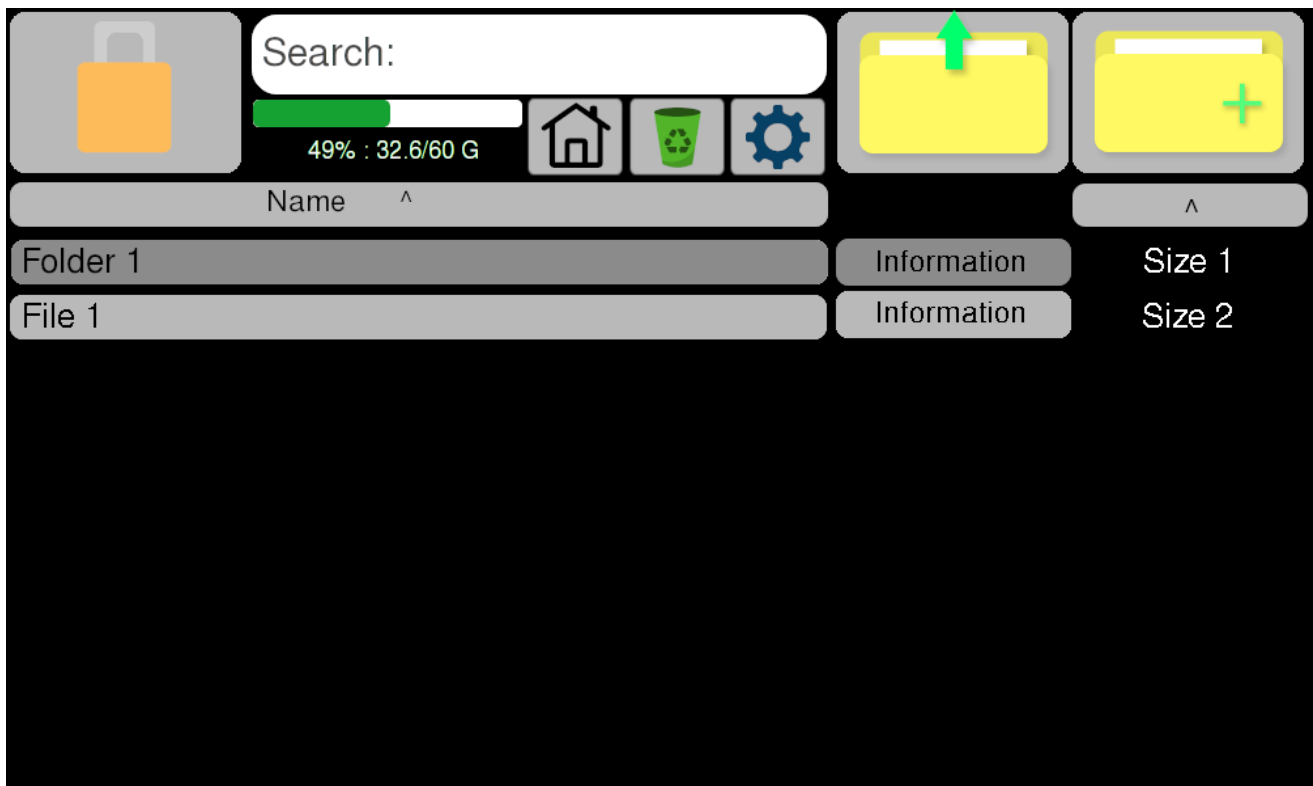 Search:
49% : 32.6/60 G
Name ^
^
Folder 1 Information Size 1
File 1 Information Size 2